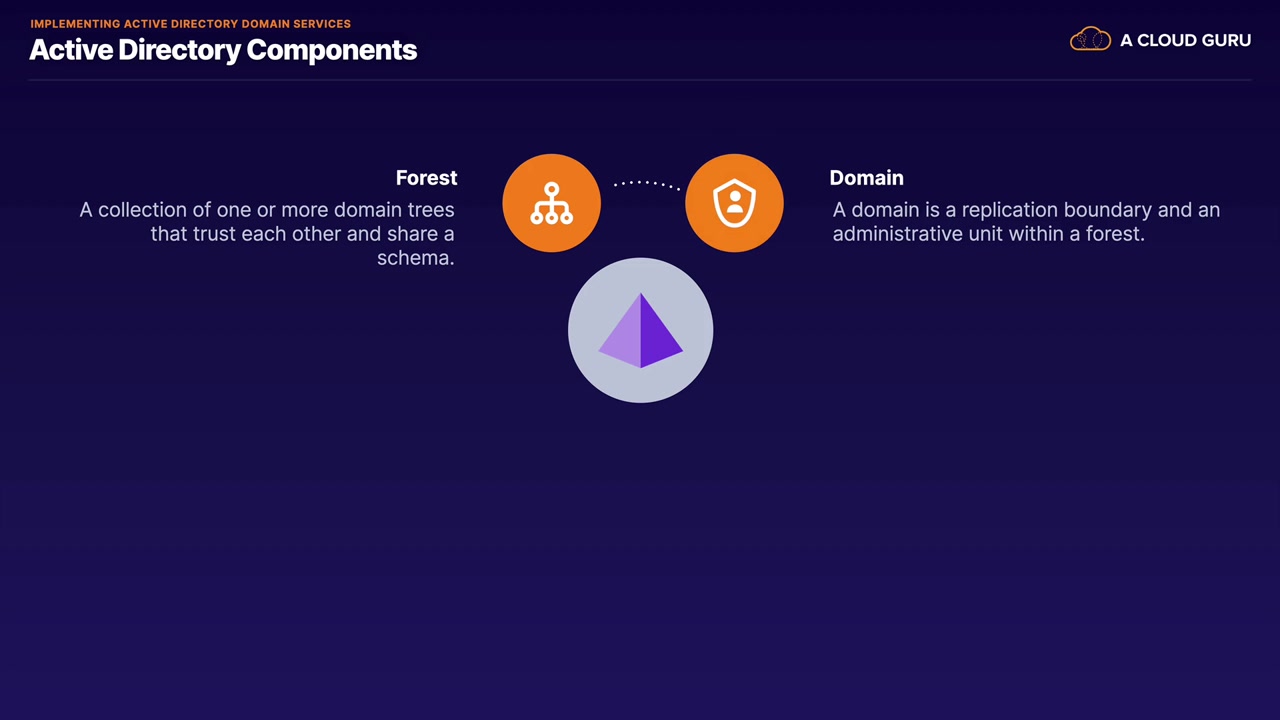 IMPLEMENTING ACTIVE DIRECTORY DOMAIN SERVICES
Active Directory Components
A CLOUD GURU
Forest
A collection of one or more domain trees
that trust each other and share a
schema.
Domain
A domain is a replication boundary and an
administrative unit within a forest.